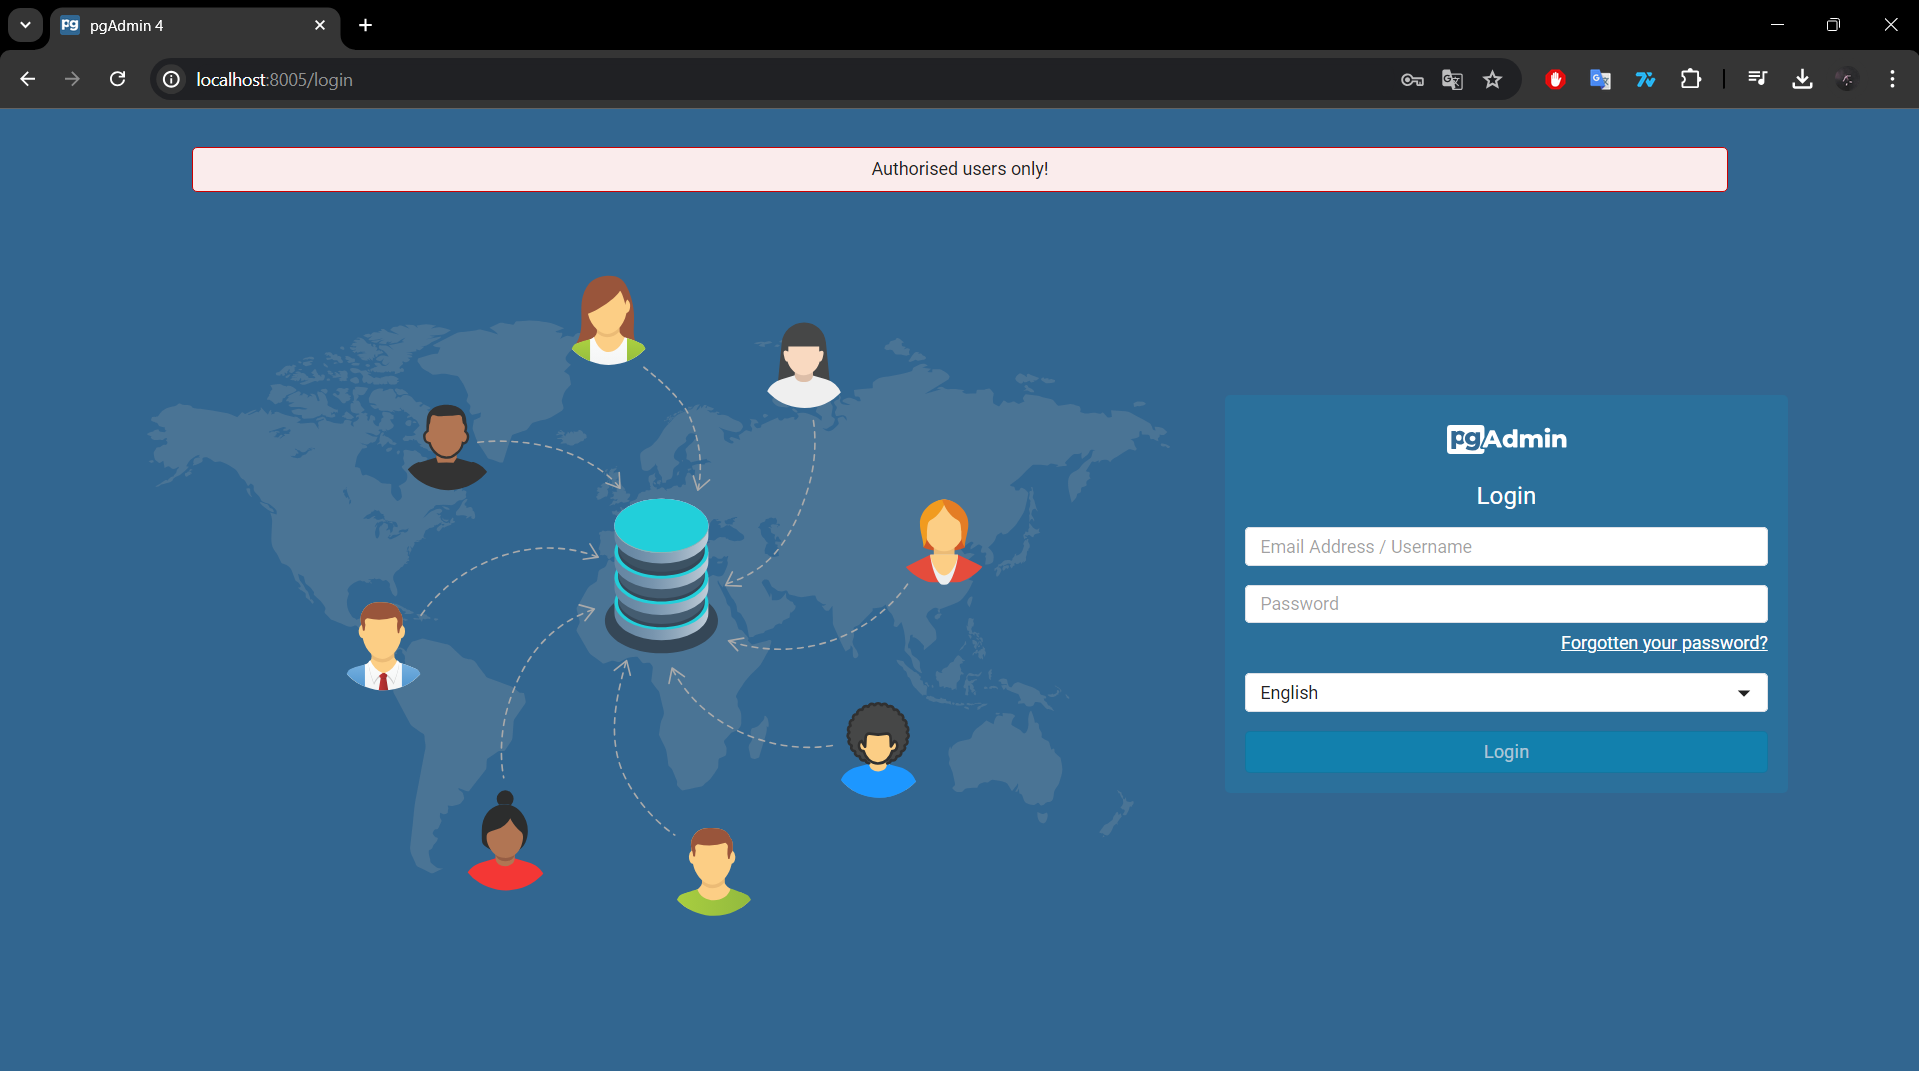 pg pgAdmin 4
localhost:8005/login
Authorised users only!
pgAdmin
Login
Email Address / Username
Password
Forgotten your password?
English
Login